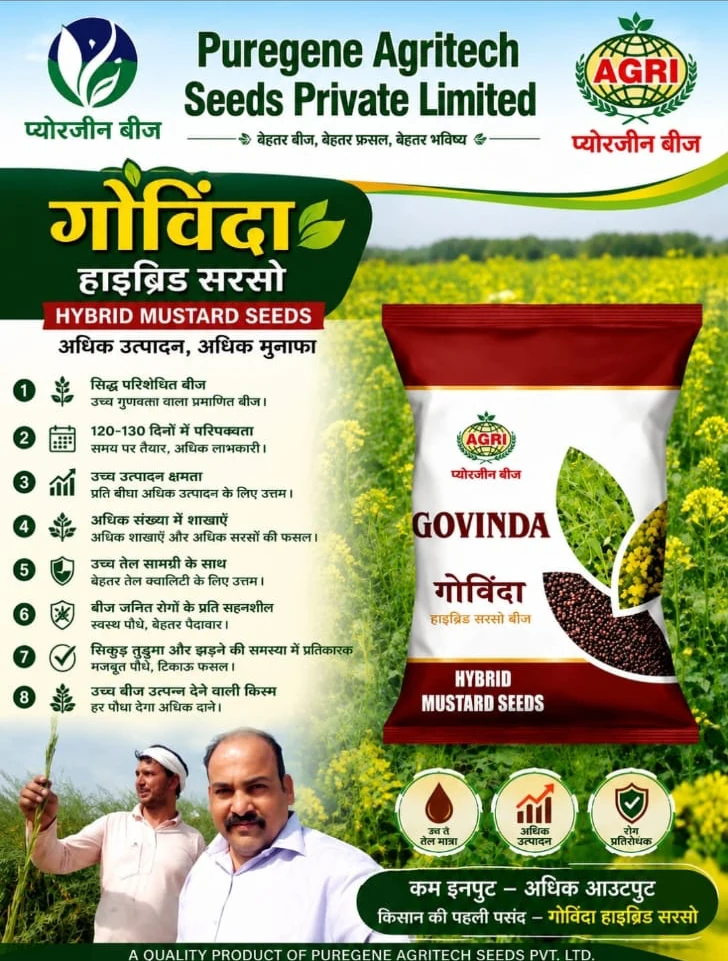 प्योरजीन बीज
Puregene Agritech
Seeds Private Limited
बेहतर बीज, बेहतर फ़सल, बेहतर भविष्य
AGRI
प्योरजीन बीज
गोविंदा
हाइब्रिड सरसो
HYBRID MUSTARD SEEDS
अधिक उत्पादन, अधिक मुनाफा
1 सिद्ध परिशेधित बीज
उच्च गुणवत्ता वाला प्रमाणित बीज।
2 120-130 दिनों में परिपक्वता
समय पर तैयार, अधिक लाभकारी।
3 उच्च उत्पादन क्षमता
प्रति बीघा अधिक उत्पादन के लिए उत्तम।
4 अधिक संख्या में शाखाएँ
अधिक शाखाएँ और अधिक सरसों की फसल।
5 उच्च तेल सामग्री के साथ
बेहतर तेल क्वालिटी के लिए उत्तम।
6 बीज जनित रोगों के प्रति सहनशील
स्वस्थ पौधे, बेहतर पैदावार।
7 सिकुड़ तुडुमा और झड़ने की समस्या में प्रतिकारक
मजबूत पौधे, टिकाऊ फसल।
8 उच्च बीज उत्पन्न देने वाली किस्म
हर पौधा देगा अधिक दाने।
AGRI
प्योरजीन बीज
GOVINDA
गोविंदा
हाइब्रिड सरसो बीज
HYBRID
MUSTARD SEEDS
उच ते
तेल मात्रा
अधिक
उत्पादन
रोग
प्रतिरोधक
कम इनपुट – अधिक आउटपुट
किसान की पहली पसंद – गोविंदा हाइब्रिड सरसो
A QUALITY PRODUCT OF PUREGENE AGRITECH SEEDS PVT. LTD.